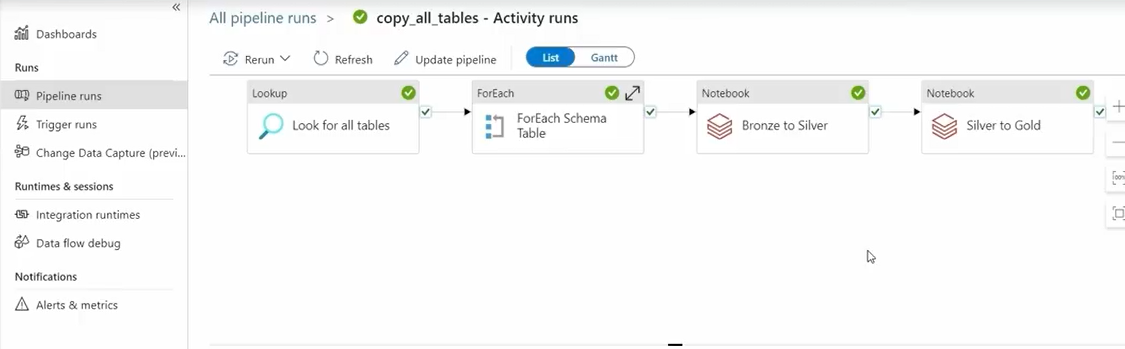 «
Dashboards
Runs
Pipeline runs
Trigger runs
Change Data Capture (previ...
Runtimes & sessions
Integration runtimes
Data flow debug
Notifications
Alerts & metrics
All pipeline runs > copy_all_tables - Activity runs
Rerun Refresh Update pipeline List Gantt
Lookup
Look for all tables
ForEach
ForEach Schema
Table
Notebook
Bronze to Silver
Notebook
Silver to Gold